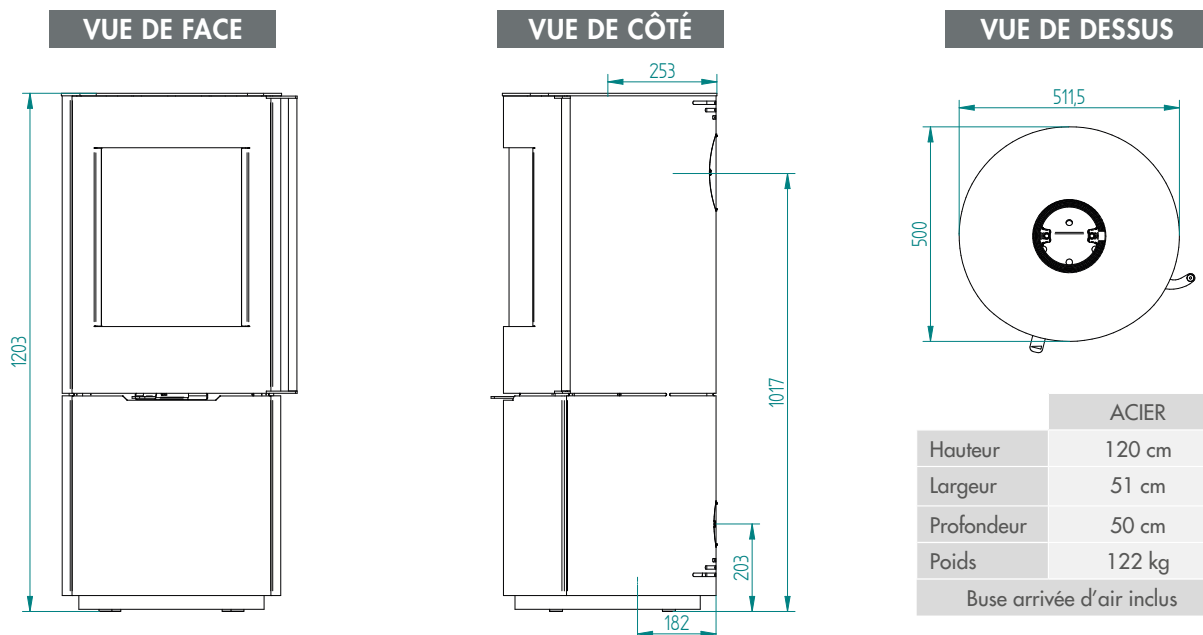 VUE DE FACE
VUE DE CÔTÉ
VUE DE DESSUS
1203
253
1017
203
182
511,5
500
ACIER
Hauteur 120 cm
Largeur 51 cm
Profondeur 50 cm
Poids 122 kg
Buse arrivée d’air inclus